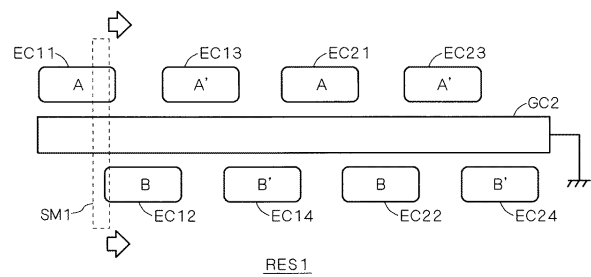 EC11 EC13 EC21 EC23
A A' A A'
GC2
B B' B B'
SM1 EC12 EC14 EC22 EC24
RES1